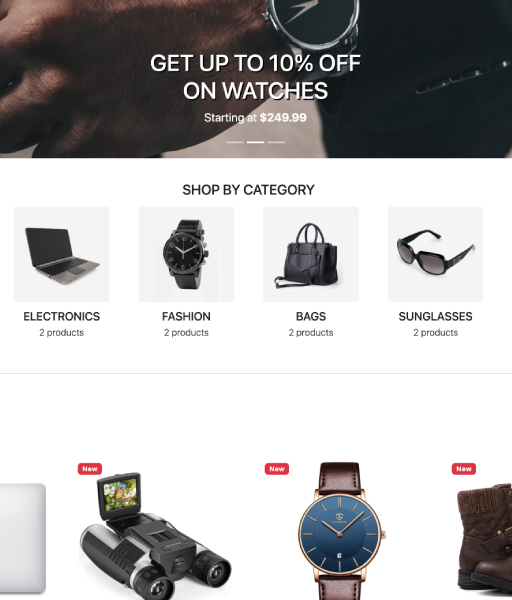 GET UP TO 10% OFF
ON WATCHES
Starting at $249.99
SHOP BY CATEGORY
ELECTRONICS
FASHION
BAGS
SUNGLASSES
2 products
2 products
2 products
2 products
New
New
New